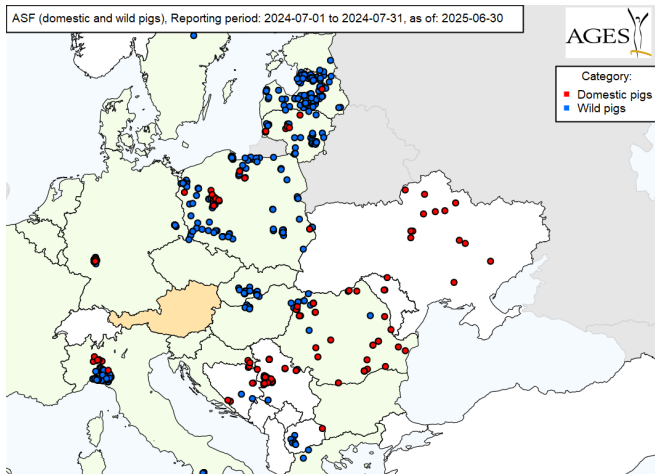 ASF (domestic and wild pigs), Reporting period: 2024-07-01 to 2024-07-31, as of: 2025-06-30
AGES
Category:
Domestic pigs
Wild pigs